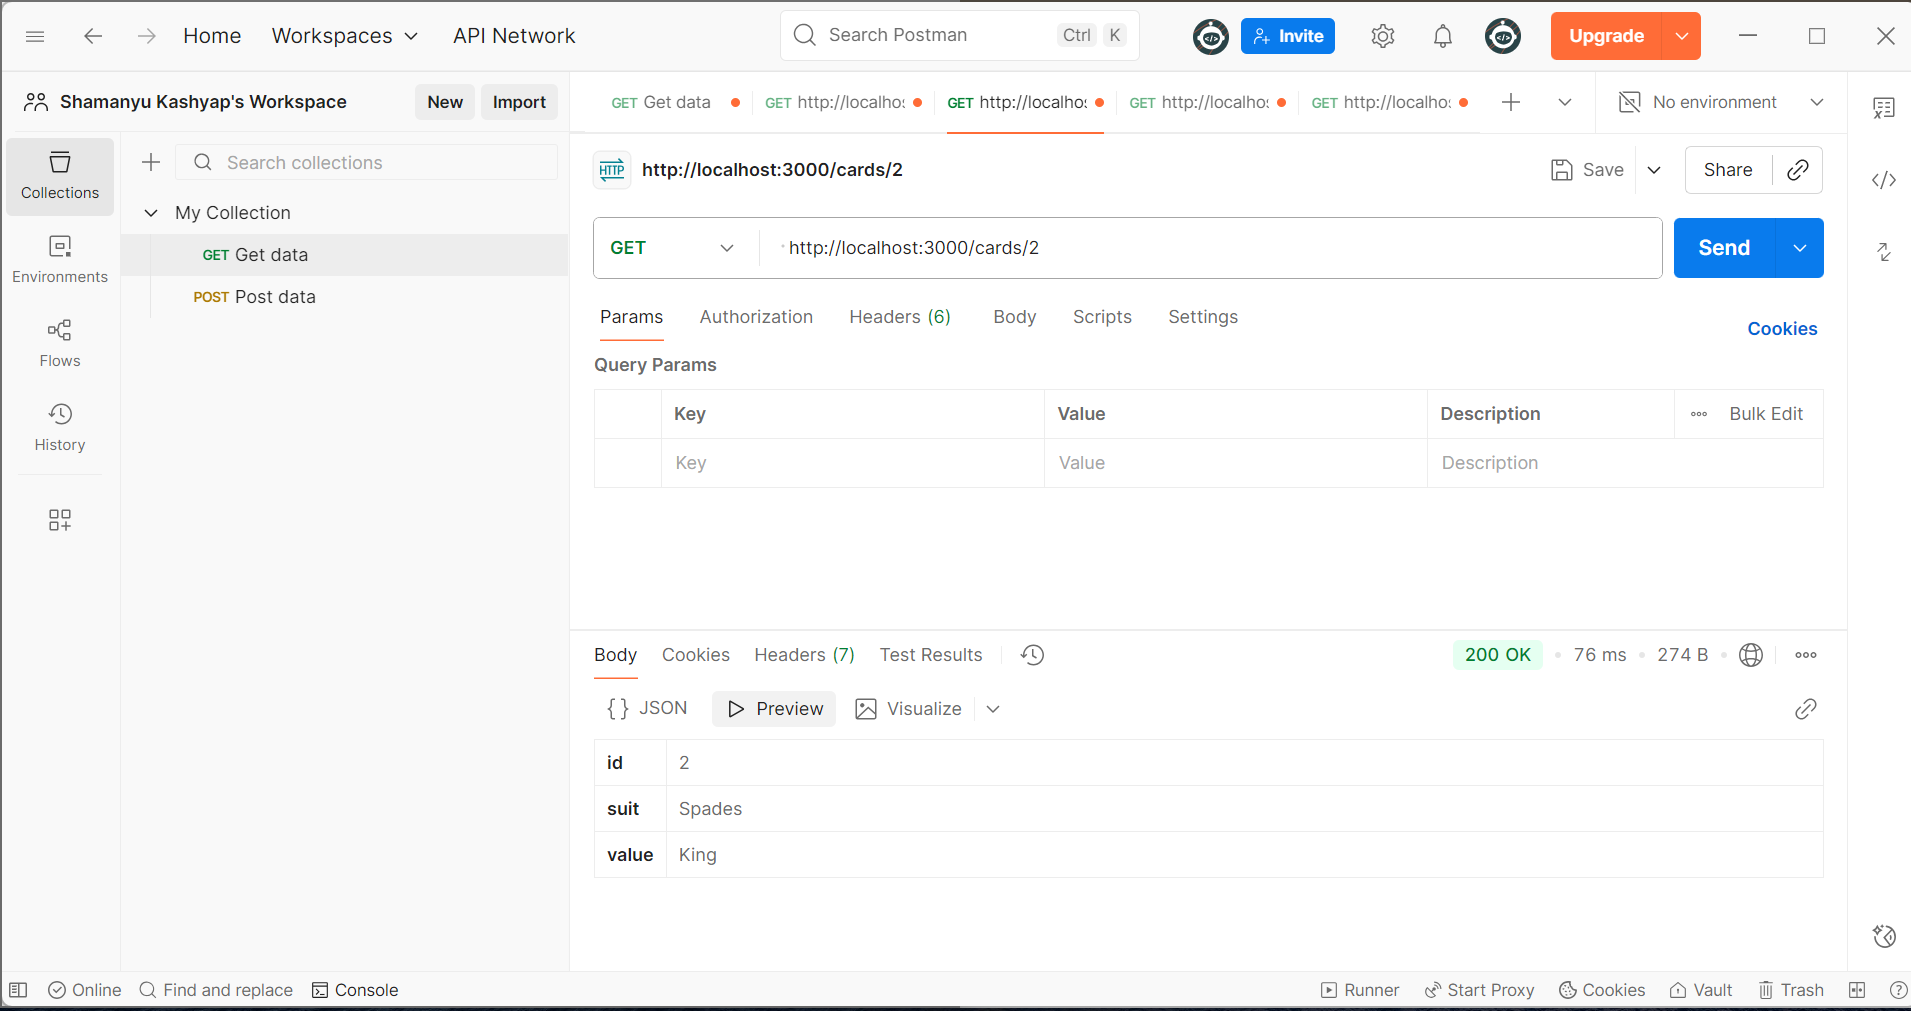 Home Workspaces API Network Search Postman Ctrl K Invite Upgrade
Shamanyu Kashyap's Workspace New Import
GET Get data GET http://localhos GET http://localhos GET http://localhos GET http://localhos No environment
Collections
Environments
Flows
History
Search collections
My Collection
GET Get data
POST Post data
HTTP http://localhost:3000/cards/2 Save Share
GET http://localhost:3000/cards/2 Send
Params Authorization Headers (6) Body Scripts Settings Cookies
Query Params
Key Value Description Bulk Edit
Key Value Description
Body Cookies Headers (7) Test Results 200 OK 76 ms 274 B
{} JSON Preview Visualize
id 2
suit Spades
value King
Online Find and replace Console Runner Start Proxy Cookies Vault Trash